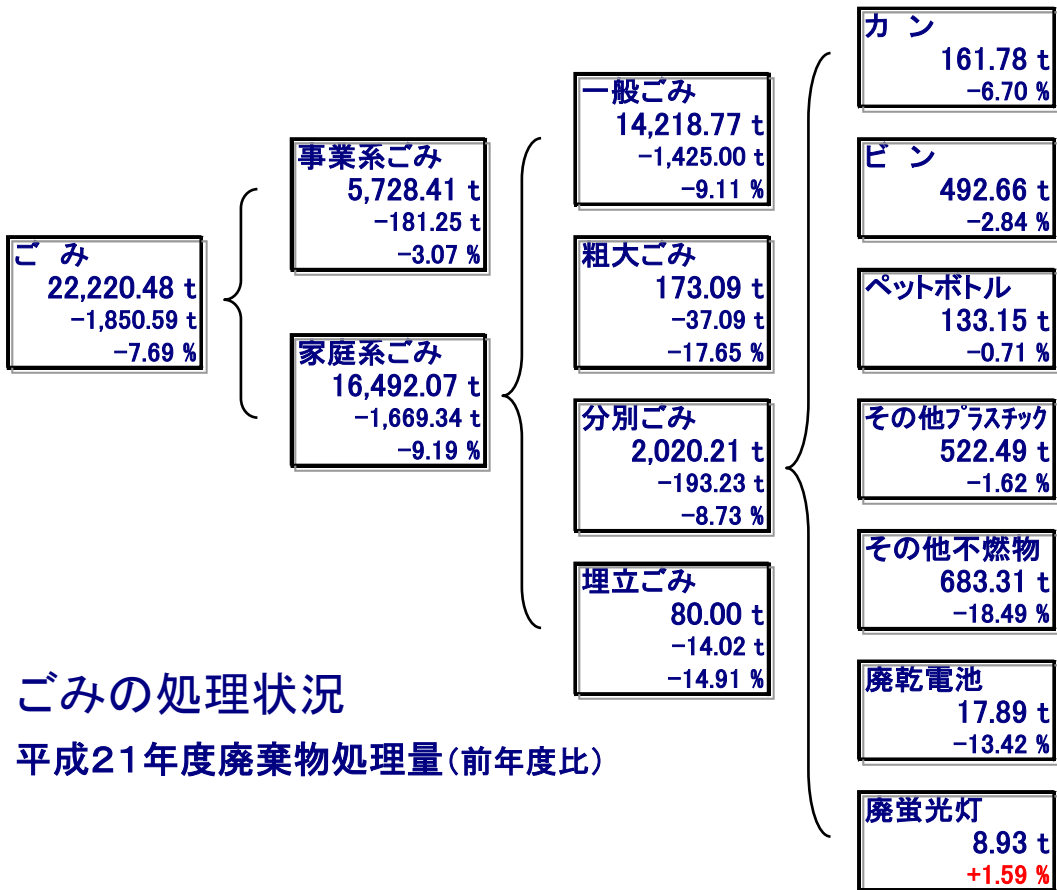 ごみ
22,220.48 t
-1,850.59 t
-7.69 %
事業系ごみ
5,728.41 t
-181.25 t
-3.07 %
家庭系ごみ
16,492.07 t
-1,669.34 t
-9.19 %
一般ごみ
14,218.77 t
-1,425.00 t
-9.11 %
粗大ごみ
173.09 t
-37.09 t
-17.65 %
分別ごみ
2,020.21 t
-193.23 t
-8.73 %
埋立ごみ
80.00 t
-14.02 t
-14.91 %
カン
161.78 t
-6.70 %
ビン
492.66 t
-2.84 %
ペットボトル
133.15 t
-0.71 %
その他プラスチック
522.49 t
-1.62 %
その他不燃物
683.31 t
-18.49 %
廃乾電池
17.89 t
-13.42 %
廃蛍光灯
8.93 t
+1.59 %
ごみの処理状況
平成21年度廃棄物処理量(前年度比)